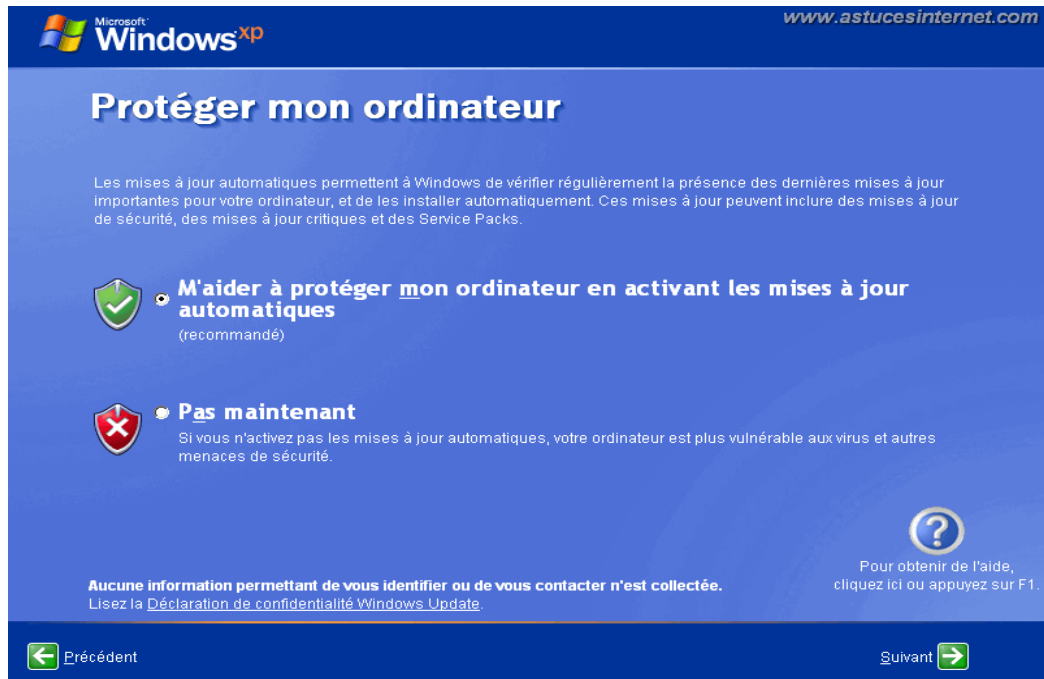 Microsoft
Windows xp
www.astucesinternet.com
Protéger mon ordinateur
Les mises à jour automatiques permettent à Windows de vérifier régulièrement la présence des dernières mises à jour
importantes pour votre ordinateur, et de les installer automatiquement. Ces mises à jour peuvent inclure des mises à jour
de sécurité, des mises à jour critiques et des Service Packs.
M'aider à protéger mon ordinateur en activant les mises à jour
automatiques
(recommandé)
Pas maintenant
Si vous n'activez pas les mises à jour automatiques, votre ordinateur est plus vulnérable aux virus et autres
menaces de sécurité.
Pour obtenir de l'aide,
cliquez ici ou appuyez sur F1.
Aucune information permettant de vous identifier ou de vous contacter n'est collectée.
Lisez la Déclaration de confidentialité Windows Update.
Précédent
Suivant